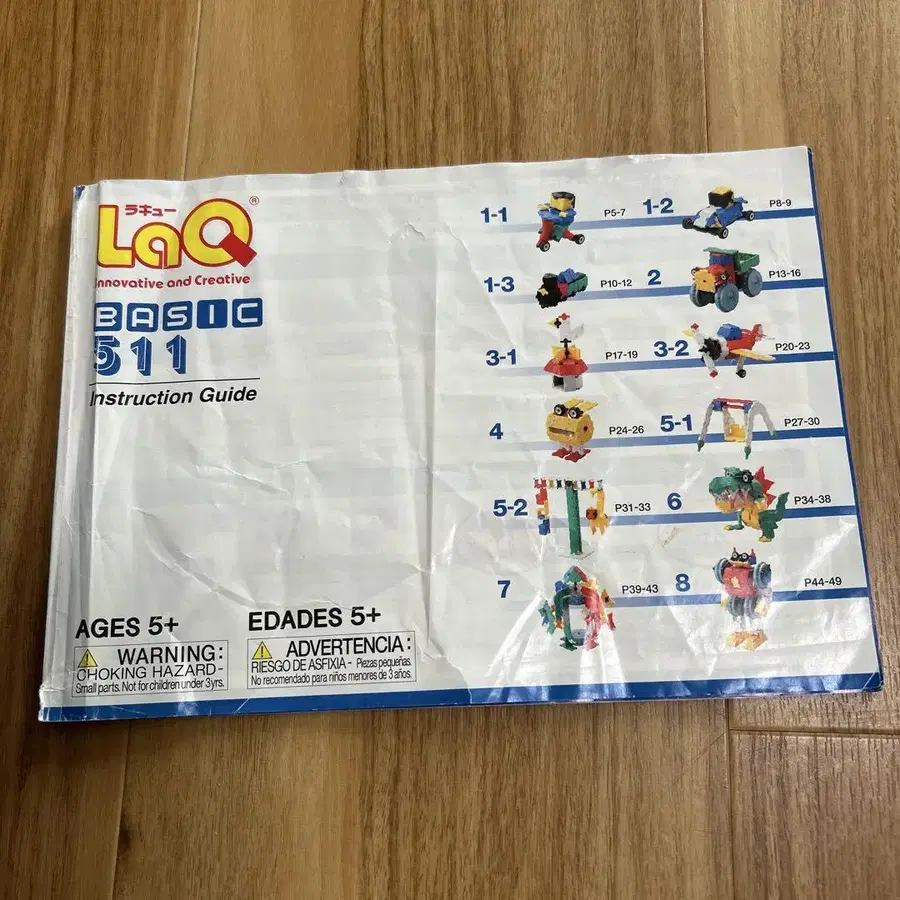 ラキュー
LaQ®
Innovative and Creative
BASIC
511
Instruction Guide
1-1 P5-7 1-2 P8-9
1-3 P10-12 2 P13-16
3-1 P17-19 3-2 P20-23
4 P24-26 5-1 P27-30
5-2 P31-33 6 P34-38
7 P39-43 8 P44-49
AGES 5+
⚠ WARNING:
CHOKING HAZARD-
Small parts. Not for children under 3yrs.
EDADES 5+
⚠ ADVERTENCIA:
RIESGO DE ASFIXIA - Piezas pequeñas.
No recomendado para niños menores de 3 años.